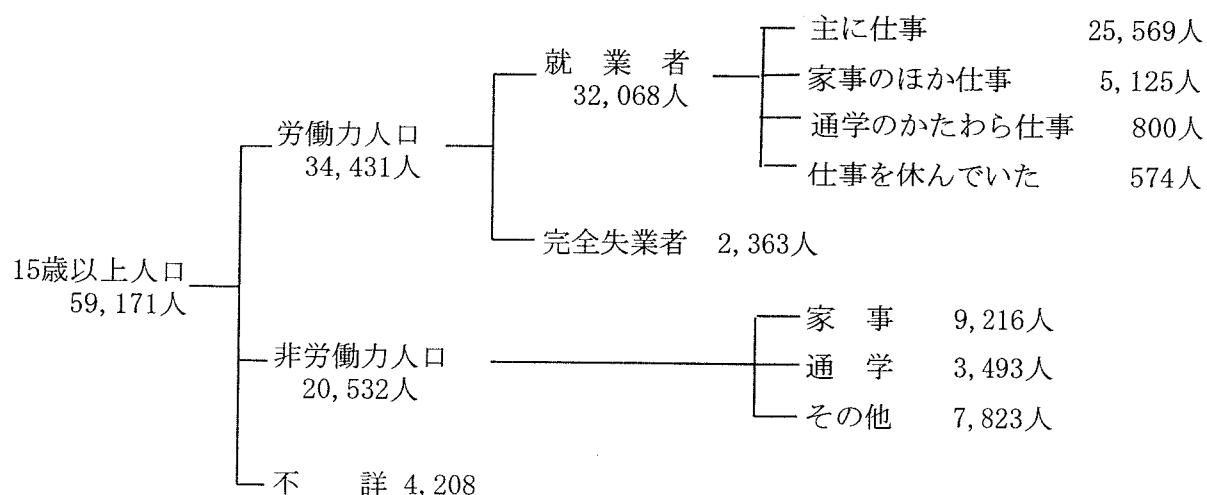 主に仕事 25,569人
就業者
32,068人
家事のほか仕事 5,125人
通学のかたわら仕事 800人
仕事を休んでいた 574人
労働力人口
34,431人
完全失業者 2,363人
15歳以上人口
59,171人
家事 9,216人
非労働力人口
20,532人
通学 3,493人
その他 7,823人
不詳 4,208